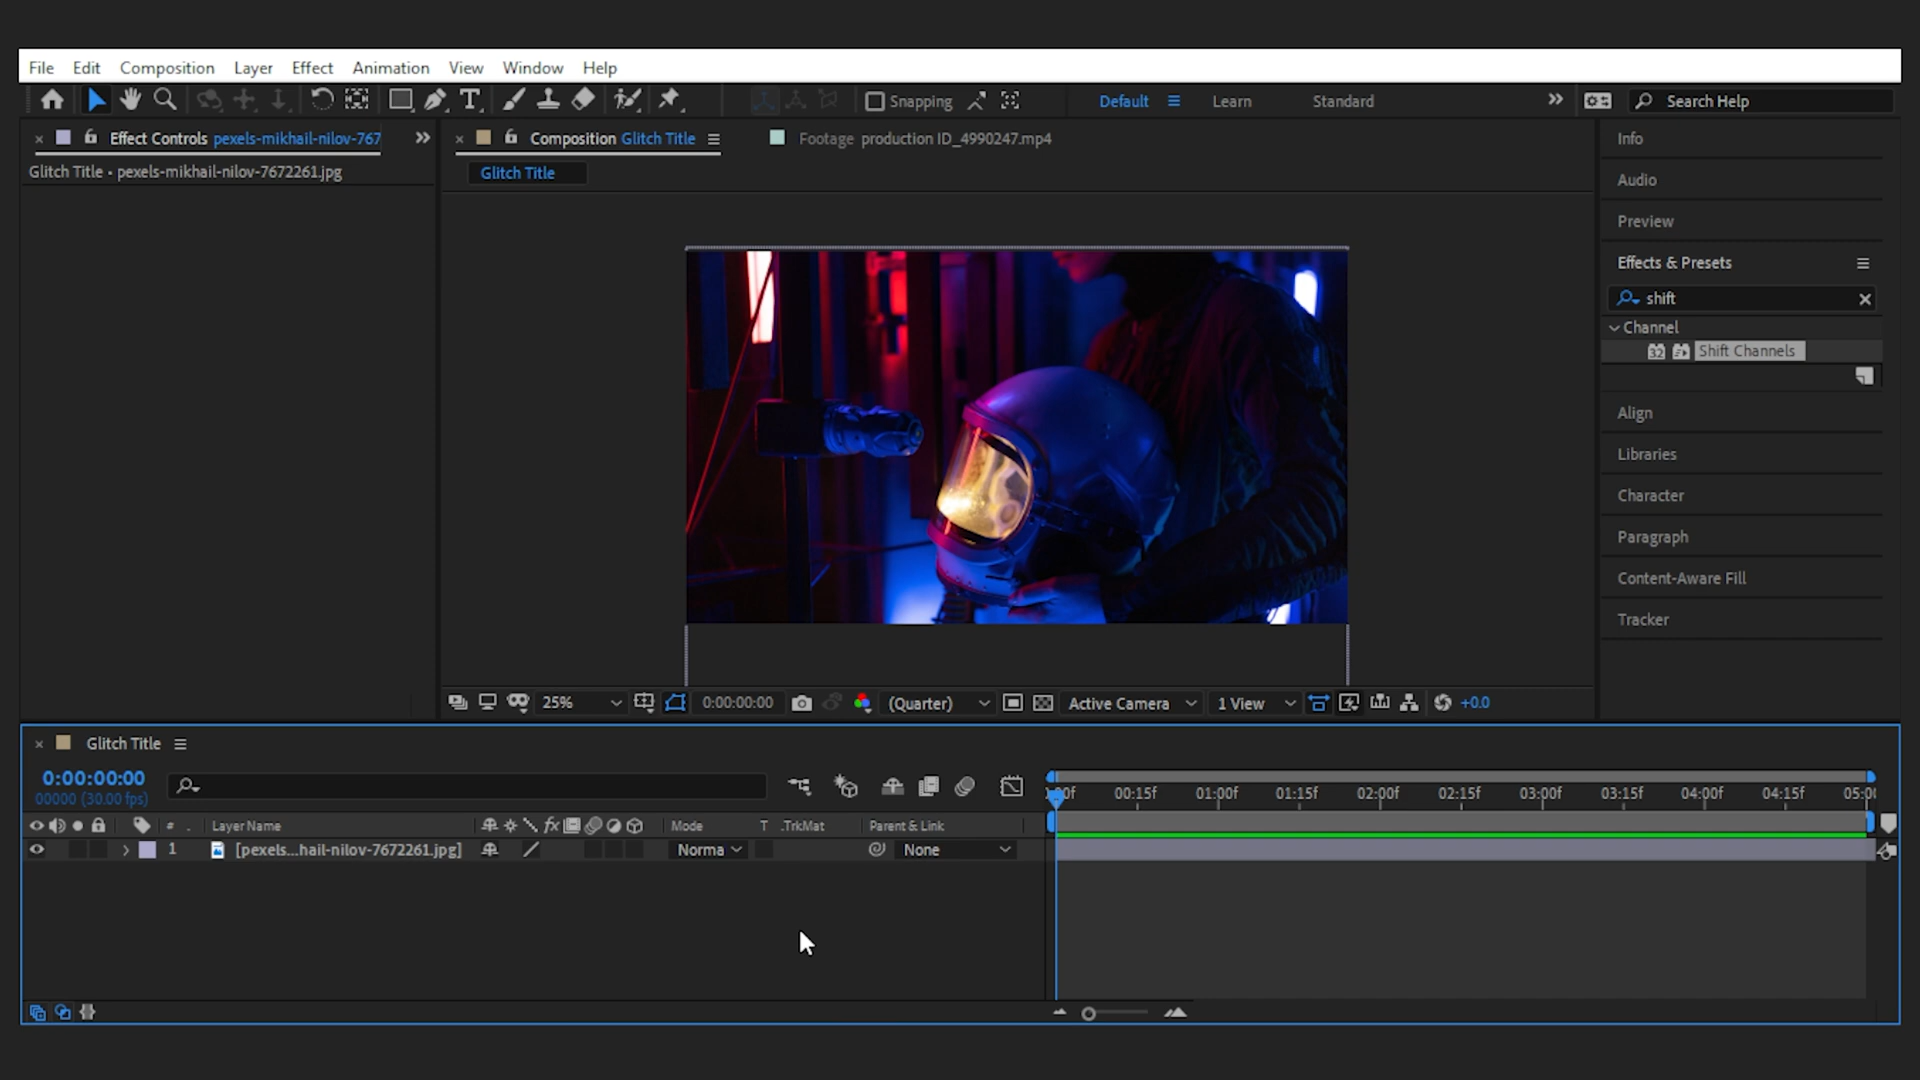 File Edit Composition Layer Effect Animation View Window Help
Snapping Default Learn Standard Search Help
Effect Controls pexels-mikhail-nilov-767
Composition Glitch Title
Footage production ID_4990247.mp4
Glitch Title • pexels-mikhail-nilov-7672261.jpg
Glitch Title
Info
Audio
Preview
Effects & Presets
shift
Channel
32 Shift Channels
Align
Libraries
Character
Paragraph
Content-Aware Fill
Tracker
25% 0:00:00:00 (Quarter) Active Camera 1 View +0.0
Glitch Title
0:00:00:00
00000 (30.00 fps)
00f 00:15f 01:00f 01:15f 02:00f 02:15f 03:00f 03:15f 04:00f 04:15f 05:0
# Layer Name fx Mode T .TrkMat Parent & Link
1 [pexels...hail-nilov-7672261.jpg] Norma None